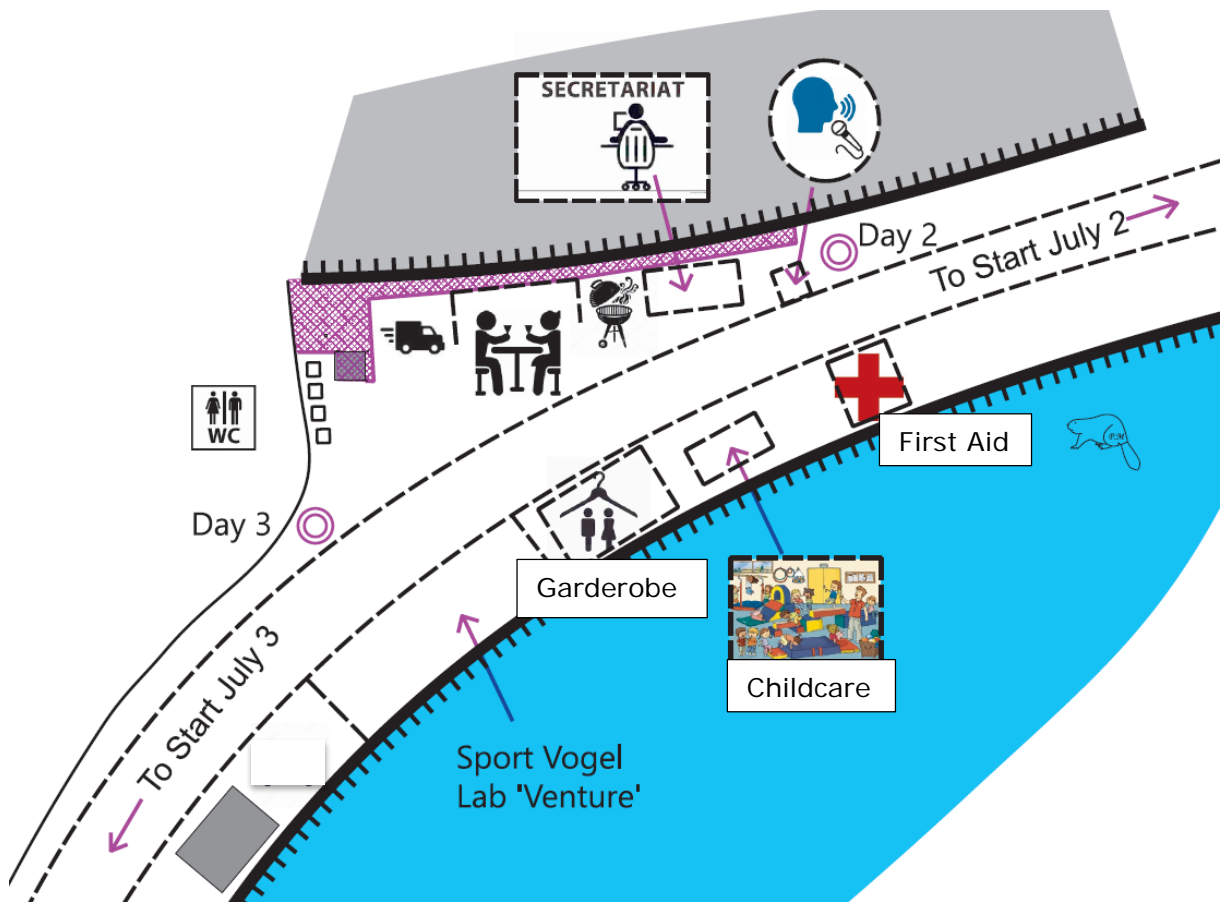 SECRETARIAT
Day 2
To Start July 2
WC
First Aid
Day 3
Garderobe
Childcare
To Start July 3
Sport Vogel
Lab 'Venture'